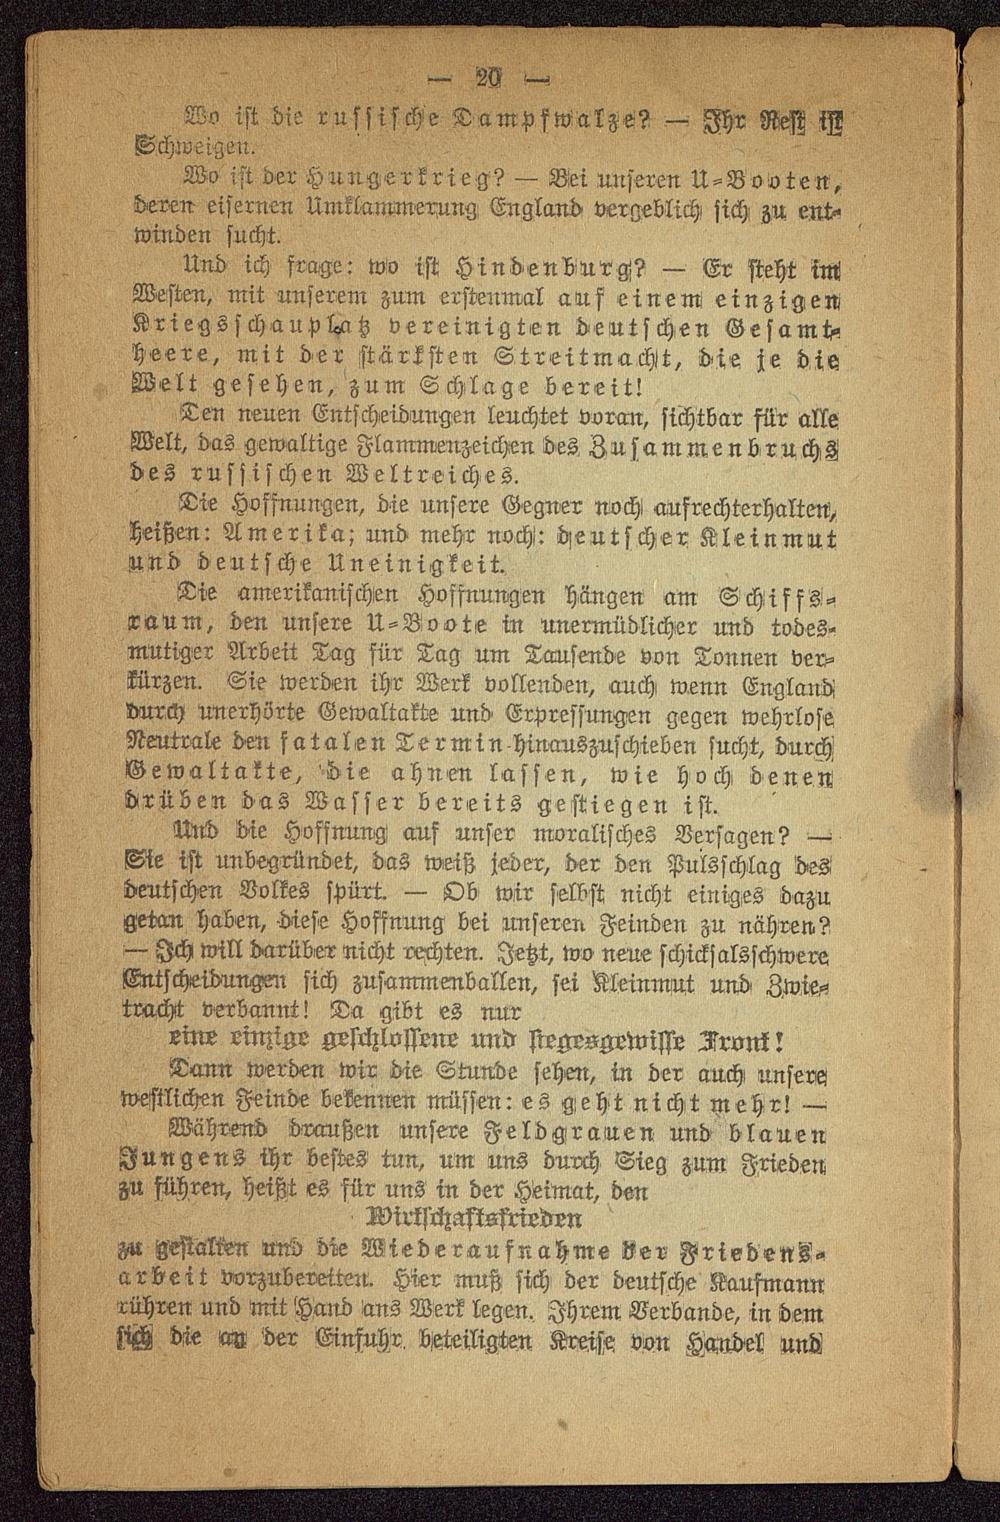 — 20 —
Wo ist die russische Dampfwalze? — Ihr Rest ist
Schweigen.
Wo ist der Hungerkrieg? — Bei unseren U-Booten,
deren eisernen Umklammerung England vergeblich sich zu ent-
winden sucht.
Und ich frage: wo ist Hindenburg? — Er steht im
Westen, mit unserem zum erstenmal auf einem einzigen
Kriegsschauplatz vereinigten deutschen Gesamt-
heere, mit der stärksten Streitmacht, die je die
Welt gesehen, zum Schlage bereit!
Den neuen Entscheidungen leuchtet voran, sichtbar für alle
Welt, das gewaltige Flammenzeichen des Zusammenbruchs
des russischen Weltreiches.
Die Hoffnungen, die unsere Gegner noch aufrechterhalten,
heißen: Amerika; und mehr noch: deutscher Kleinmut
und deutsche Uneinigkeit.
Die amerikanischen Hoffnungen hängen am Schiffs-
raum, den unsere U-Boote in unermüdlicher und todes-
mutiger Arbeit Tag für Tag um Tausende von Tonnen ver-
kürzen. Sie werden ihr Werk vollenden, auch wenn England
durch unerhörte Gewaltakte und Erpressungen gegen wehrlose
Neutrale den fatalen Termin hinauszuschieben sucht, durch
Gewaltakte, die ahnen lassen, wie hoch denen
drüben das Wasser bereits gestiegen ist.
Und die Hoffnung auf unser moralisches Versagen? —
Sie ist unbegründet, das weiß jeder, der den Pulsschlag des
deutschen Volkes spürt. — Ob wir selbst nicht einiges dazu
getan haben, diese Hoffnung bei unseren Feinden zu nähren?
— Ich will darüber nicht rechten. Jetzt, wo neue schicksalsschwere
Entscheidungen sich zusammenballen, sei Kleinmut und Zwie-
tracht verbannt! Da gibt es nur
eine einzige geschlossene und siegesgewisse Front!
Dann werden wir die Stunde sehen, in der auch unsere
westlichen Feinde bekennen müssen: es geht nicht mehr! —
Während draußen unsere Feldgrauen und blauen
Jungens ihr bestes tun, um uns durch Sieg zum Frieden
zu führen, heißt es für uns in der Heimat, den
Wirtschaftsfrieden
zu gestalten und die Wiederaufnahme der Friedens-
arbeit vorzubereiten. Hier muß sich der deutsche Kaufmann
rühren und mit Hand ans Werk legen. Ihrem Verbande, in dem
sich die an der Einfuhr beteiligten Kreise von Handel und